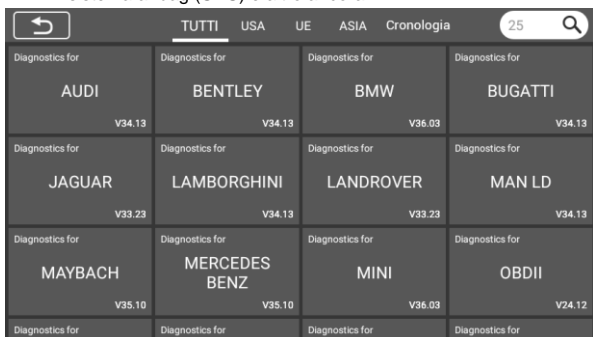 TUTTI USA UE ASIA Cronologia 25
Diagnostics for Diagnostics for Diagnostics for Diagnostics for
AUDI BENTLEY BMW BUGATTI
V34.13 V34.13 V36.03 V34.13
Diagnostics for Diagnostics for Diagnostics for Diagnostics for
JAGUAR LAMBORGHINI LANDROVER MAN LD
V33.23 V34.13 V33.23 V34.13
Diagnostics for Diagnostics for Diagnostics for Diagnostics for
MAYBACH MERCEDES BENZ MINI OBDII
V35.10 V35.10 V36.03 V24.12
Diagnostics for Diagnostics for Diagnostics for Diagnostics for